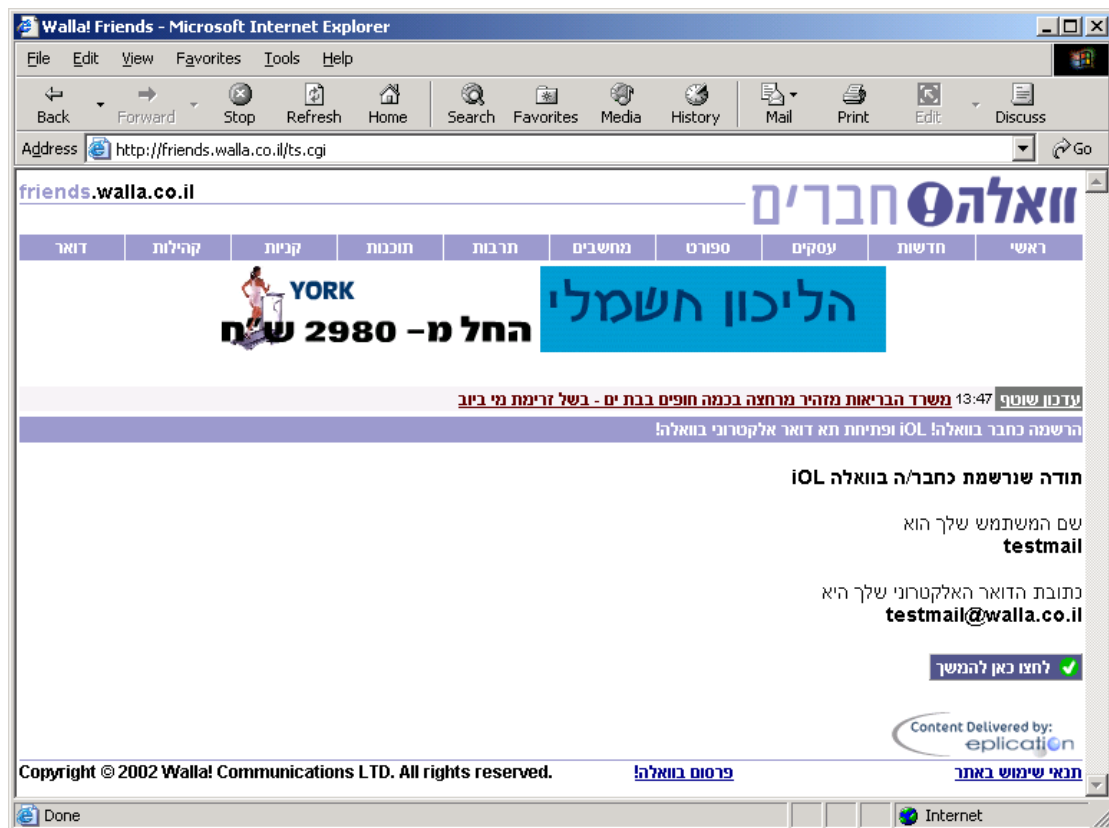 Walla! Friends - Microsoft Internet Explorer
File Edit View Favorites Tools Help
Back Forward Stop Refresh Home Search Favorites Media History Mail Print Edit Discuss
Address http://friends.walla.co.il/ts.cgi Go
friends.walla.co.il
וואלה! חברים
ראשי חדשות עסקים ספורט מחשבים תרבות תוכנות קניות קהילות דואר
הליכון חשמלי
YORK
החל מ- 2980 ש"ח
עדכון שוטף 13:47 משרד הבריאות מזהיר מרחצה בכמה חופים בבת ים - בשל זרימת מי ביוב
הרשמה כחבר בוואלה! iOL ופתיחת תא דואר אלקטרוני בוואלה!
תודה שנרשמת כחבר/ה בוואלה iOL
שם המשתמש שלך הוא
testmail
כתובת הדואר האלקטרוני שלך היא
testmail@walla.co.il
לחצו כאן להמשך
Content Delivered by:
eplication
Copyright © 2002 Walla! Communications LTD. All rights reserved. פרסום בוואלה! תנאי שימוש באתר
Done Internet